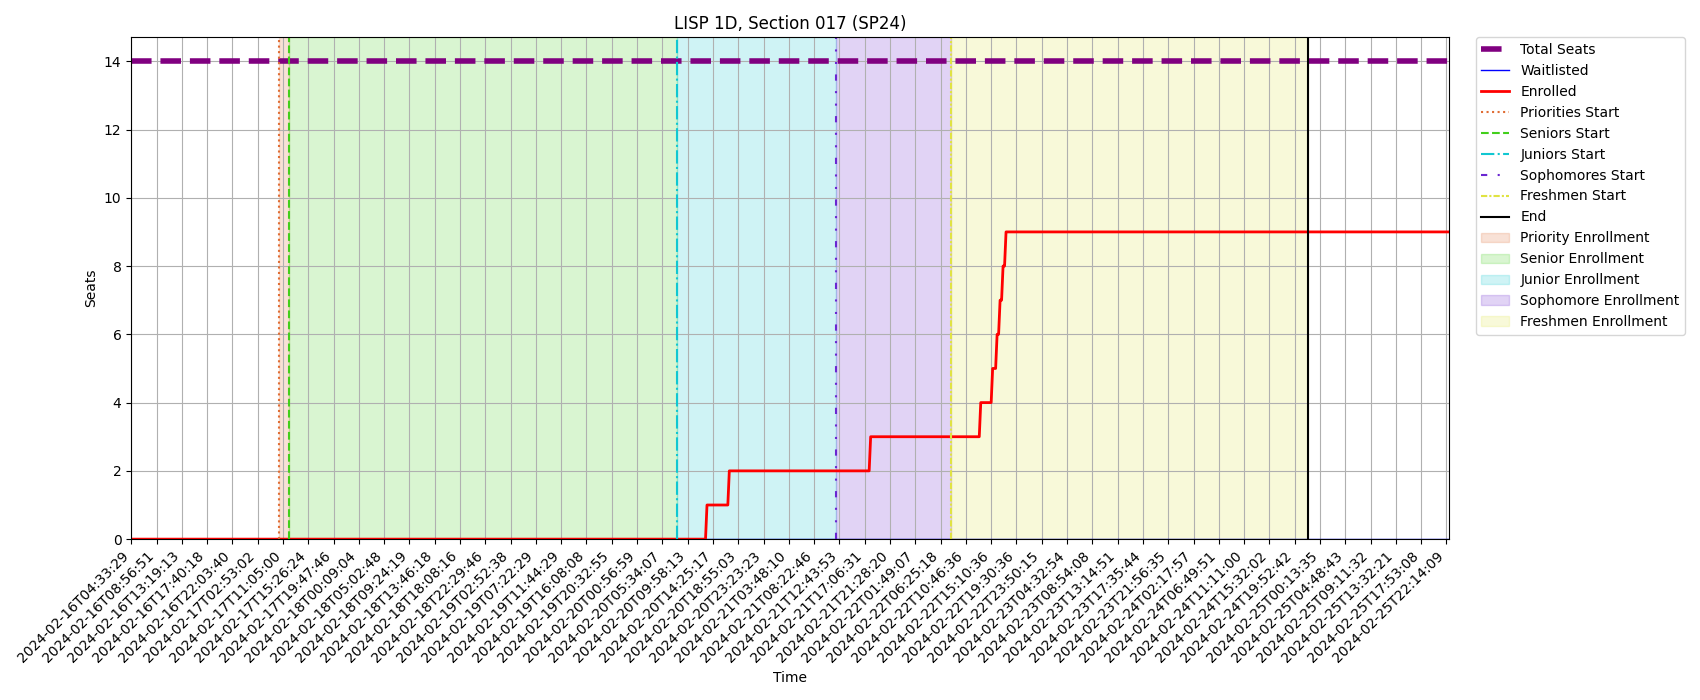 LISP 1D, Section 017 (SP24)
Seats
14
12
10
8
6
4
2
0
2024-02-16T04:33:29
2024-02-16T08:56:51
2024-02-16T13:19:13
2024-02-16T17:40:18
2024-02-16T22:03:40
2024-02-17T02:53:02
2024-02-17T11:05:00
2024-02-17T15:26:24
2024-02-17T19:47:46
2024-02-18T00:09:04
2024-02-18T05:02:48
2024-02-18T09:24:19
2024-02-18T13:46:18
2024-02-18T18:08:16
2024-02-18T22:29:46
2024-02-19T02:52:38
2024-02-19T07:22:29
2024-02-19T11:44:29
2024-02-19T16:08:08
2024-02-19T20:32:55
2024-02-20T00:56:59
2024-02-20T05:34:07
2024-02-20T09:58:13
2024-02-20T14:25:17
2024-02-20T18:55:03
2024-02-20T23:23:23
2024-02-21T03:48:10
2024-02-21T08:22:46
2024-02-21T12:43:53
2024-02-21T17:06:31
2024-02-21T21:28:20
2024-02-22T01:49:07
2024-02-22T06:25:18
2024-02-22T10:46:36
2024-02-22T15:10:36
2024-02-22T19:30:36
2024-02-22T23:50:15
2024-02-23T04:32:54
2024-02-23T08:54:08
2024-02-23T13:14:51
2024-02-23T17:35:44
2024-02-23T21:56:35
2024-02-24T02:17:57
2024-02-24T06:49:51
2024-02-24T11:11:00
2024-02-24T15:32:02
2024-02-24T19:52:42
2024-02-25T00:13:35
2024-02-25T04:48:43
2024-02-25T09:11:32
2024-02-25T13:32:21
2024-02-25T17:53:08
2024-02-25T22:14:09
Time
Total Seats
Waitlisted
Enrolled
Priorities Start
Seniors Start
Juniors Start
Sophomores Start
Freshmen Start
End
Priority Enrollment
Senior Enrollment
Junior Enrollment
Sophomore Enrollment
Freshmen Enrollment